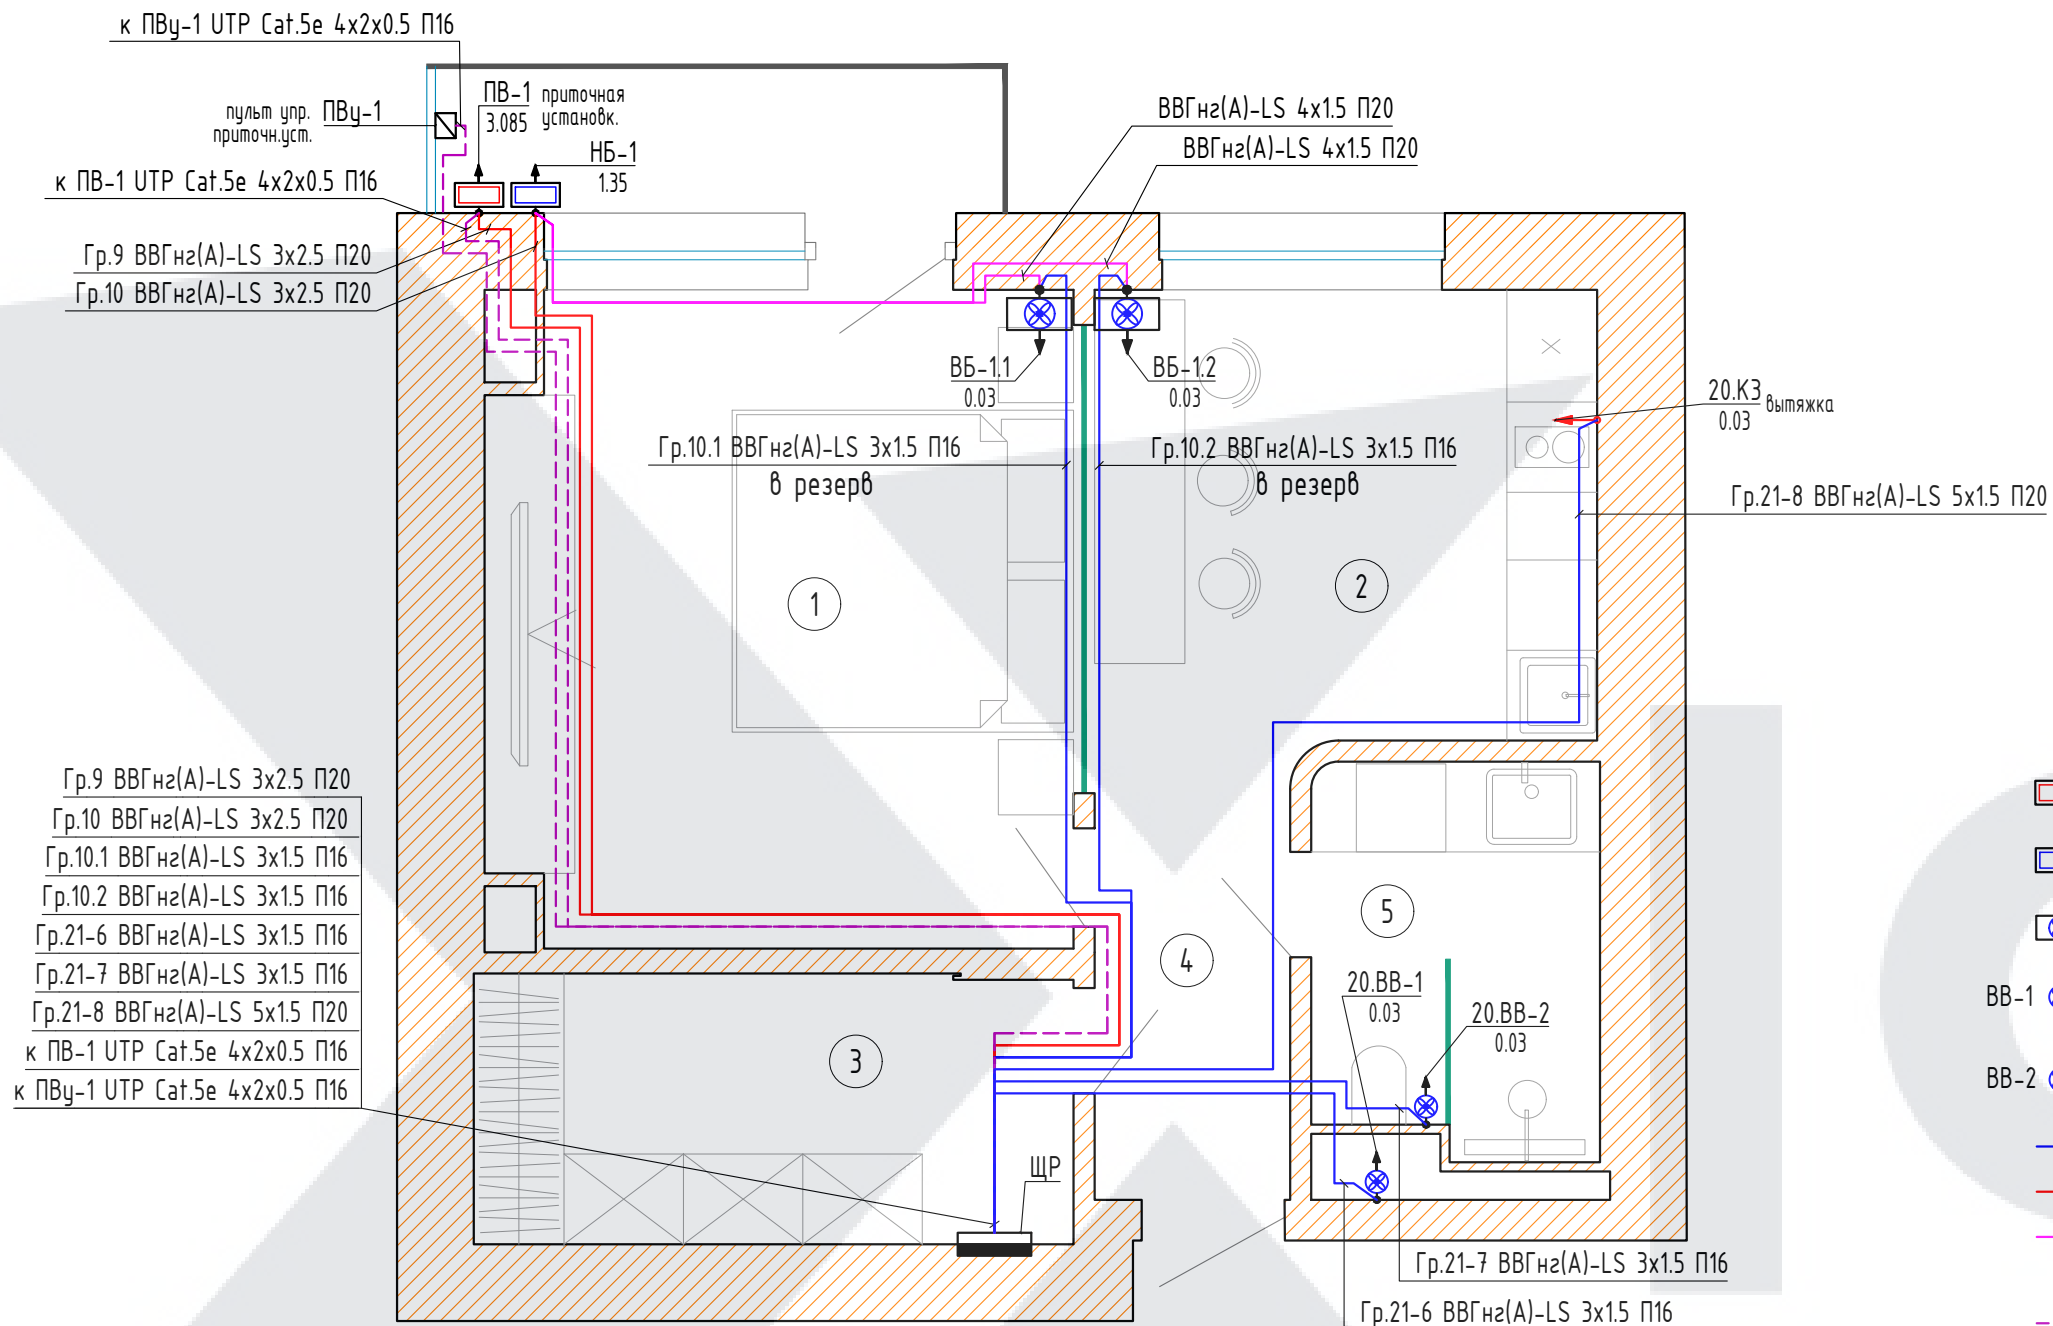 к ПВу-1 UTP Cat.5e 4x2x0.5 П16
ПВ-1 приточная
3.085 установк.
пульт упр. ПВу-1
приточн.уст.
НБ-1
1.35
ВВГнг(А)-LS 4x1.5 П20
ВВГнг(А)-LS 4x1.5 П20
к ПВ-1 UTP Cat.5e 4x2x0.5 П16
Гр.9 ВВГнг(А)-LS 3x2.5 П20
Гр.10 ВВГнг(А)-LS 3x2.5 П20
ВБ-1.1
0.03
ВБ-1.2
0.03
20.К3 вытяжка
0.03
Гр.10.1 ВВГнг(А)-LS 3x1.5 П16
в резерв
Гр.10.2 ВВГнг(А)-LS 3x1.5 П16
в резерв
Гр.21-8 ВВГнг(А)-LS 5x1.5 П20
1
2
Гр.9 ВВГнг(А)-LS 3x2.5 П20
Гр.10 ВВГнг(А)-LS 3x2.5 П20
Гр.10.1 ВВГнг(А)-LS 3x1.5 П16
Гр.10.2 ВВГнг(А)-LS 3x1.5 П16
Гр.21-6 ВВГнг(А)-LS 3x1.5 П16
Гр.21-7 ВВГнг(А)-LS 3x1.5 П16
Гр.21-8 ВВГнг(А)-LS 5x1.5 П20
к ПВ-1 UTP Cat.5e 4x2x0.5 П16
к ПВу-1 UTP Cat.5e 4x2x0.5 П16
5
4
3
20.ВВ-1
0.03
20.ВВ-2
0.03
ВВ-1
ВВ-2
ЩР
Гр.21-7 ВВГнг(А)-LS 3x1.5 П16
Гр.21-6 ВВГнг(А)-LS 3x1.5 П16